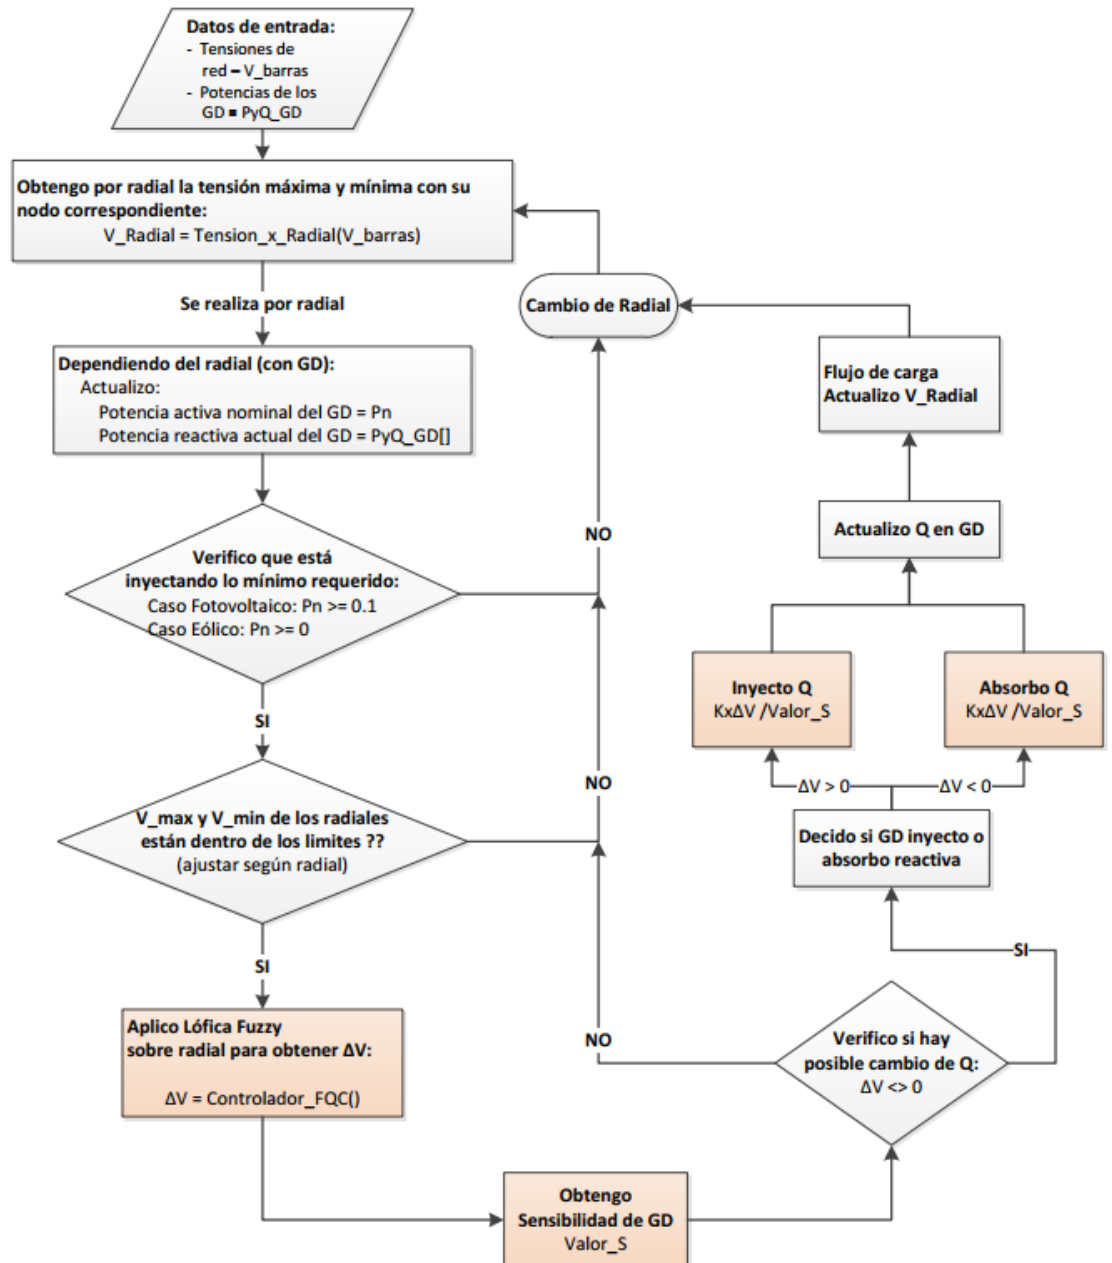 Datos de entrada:
- Tensiones de
red – V_barras
- Potencias de los
GD = PyQ_GD
Obtengo por radial la tensión máxima y mínima con su
nodo correspondiente:
V_Radial = Tension_x_Radial(V_barras)
Se realiza por radial
Dependiendo del radial (con GD):
Actualizo:
Potencia activa nominal del GD = Pn
Potencia reactiva actual del GD = PyQ_GD[]
Verifico que está
inyectando lo mínimo requerido:
Caso Fotovoltaico: Pn >= 0.1
Caso Eólico: Pn >= 0
NO
SI
V_max y V_min de los radiales
están dentro de los limites ??
(ajustar según radial)
NO
SI
Aplico Lófica Fuzzy
sobre radial para obtener ΔV:
ΔV = Controlador_FQC()
Obtengo
Sensibilidad de GD
Valor_S
Verifico si hay
posible cambio de Q:
ΔV <> 0
NO
SI
Decido si GD inyecto o
absorbo reactiva
ΔV > 0
ΔV < 0
Inyecto Q
KxΔV /Valor_S
Absorbo Q
KxΔV /Valor_S
Actualizo Q en GD
Flujo de carga
Actualizo V_Radial
Cambio de Radial